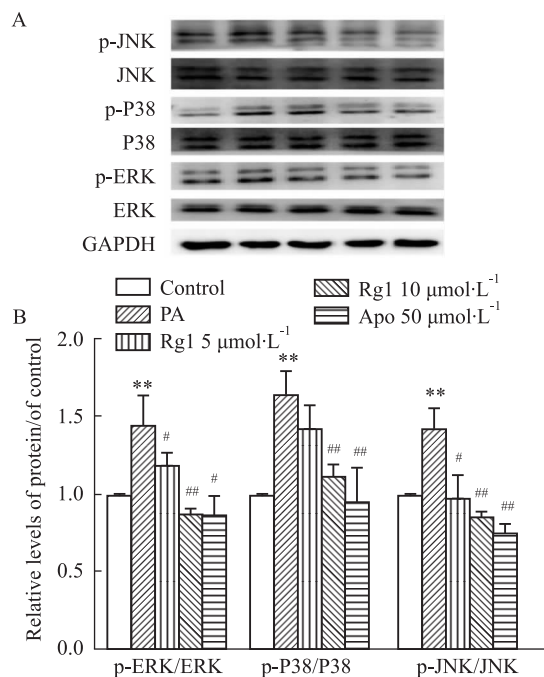 A
p-JNK
JNK
p-P38
P38
p-ERK
ERK
GAPDH
Control
PA
Rg1 5 μmol·L⁻¹
Rg1 10 μmol·L⁻¹
Apo 50 μmol·L⁻¹
B
Relative levels of protein/of control
2.0
1.5
1.0
0.5
0.0
** # ## #
** ## ##
** # ## ##
p-ERK/ERK p-P38/P38 p-JNK/JNK